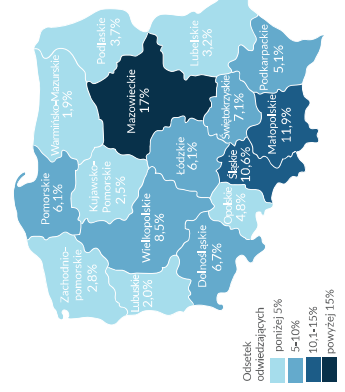 Podlaskie
3,7%
Lubelskie
3,2%
Warmińsko-Mazurskie
1,9%
Mazowieckie
17%
Podkarpackie
5,1%
Świętokrzyskie
7,1%
Małopolskie
11,9%
Pomorskie
6,1%
Kujawsko-
Pomorskie
2,5%
Łódzkie
6,1%
Śląskie
10,6%
Zachodnio-
pomorskie
2,8%
Wielkopolskie
8,5%
Opolskie
4,8%
Lubuskie
2,0%
Dolnośląskie
6,7%
Odsetek
odwiedzających
poniżej 5%
5-10%
10,1-15%
powyżej 15%